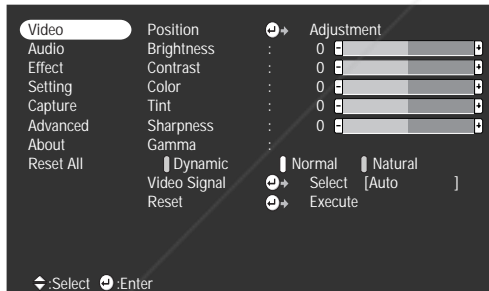 Video Position Adjustment
Audio Brightness : 0 - +
Effect Contrast : 0 - +
Setting Color : 0 - +
Capture Tint : 0 - +
Advanced Sharpness : 0 - +
About Gamma :
Reset All Dynamic Normal Natural
Video Signal Select [Auto ]
Reset Execute
:Select :Enter